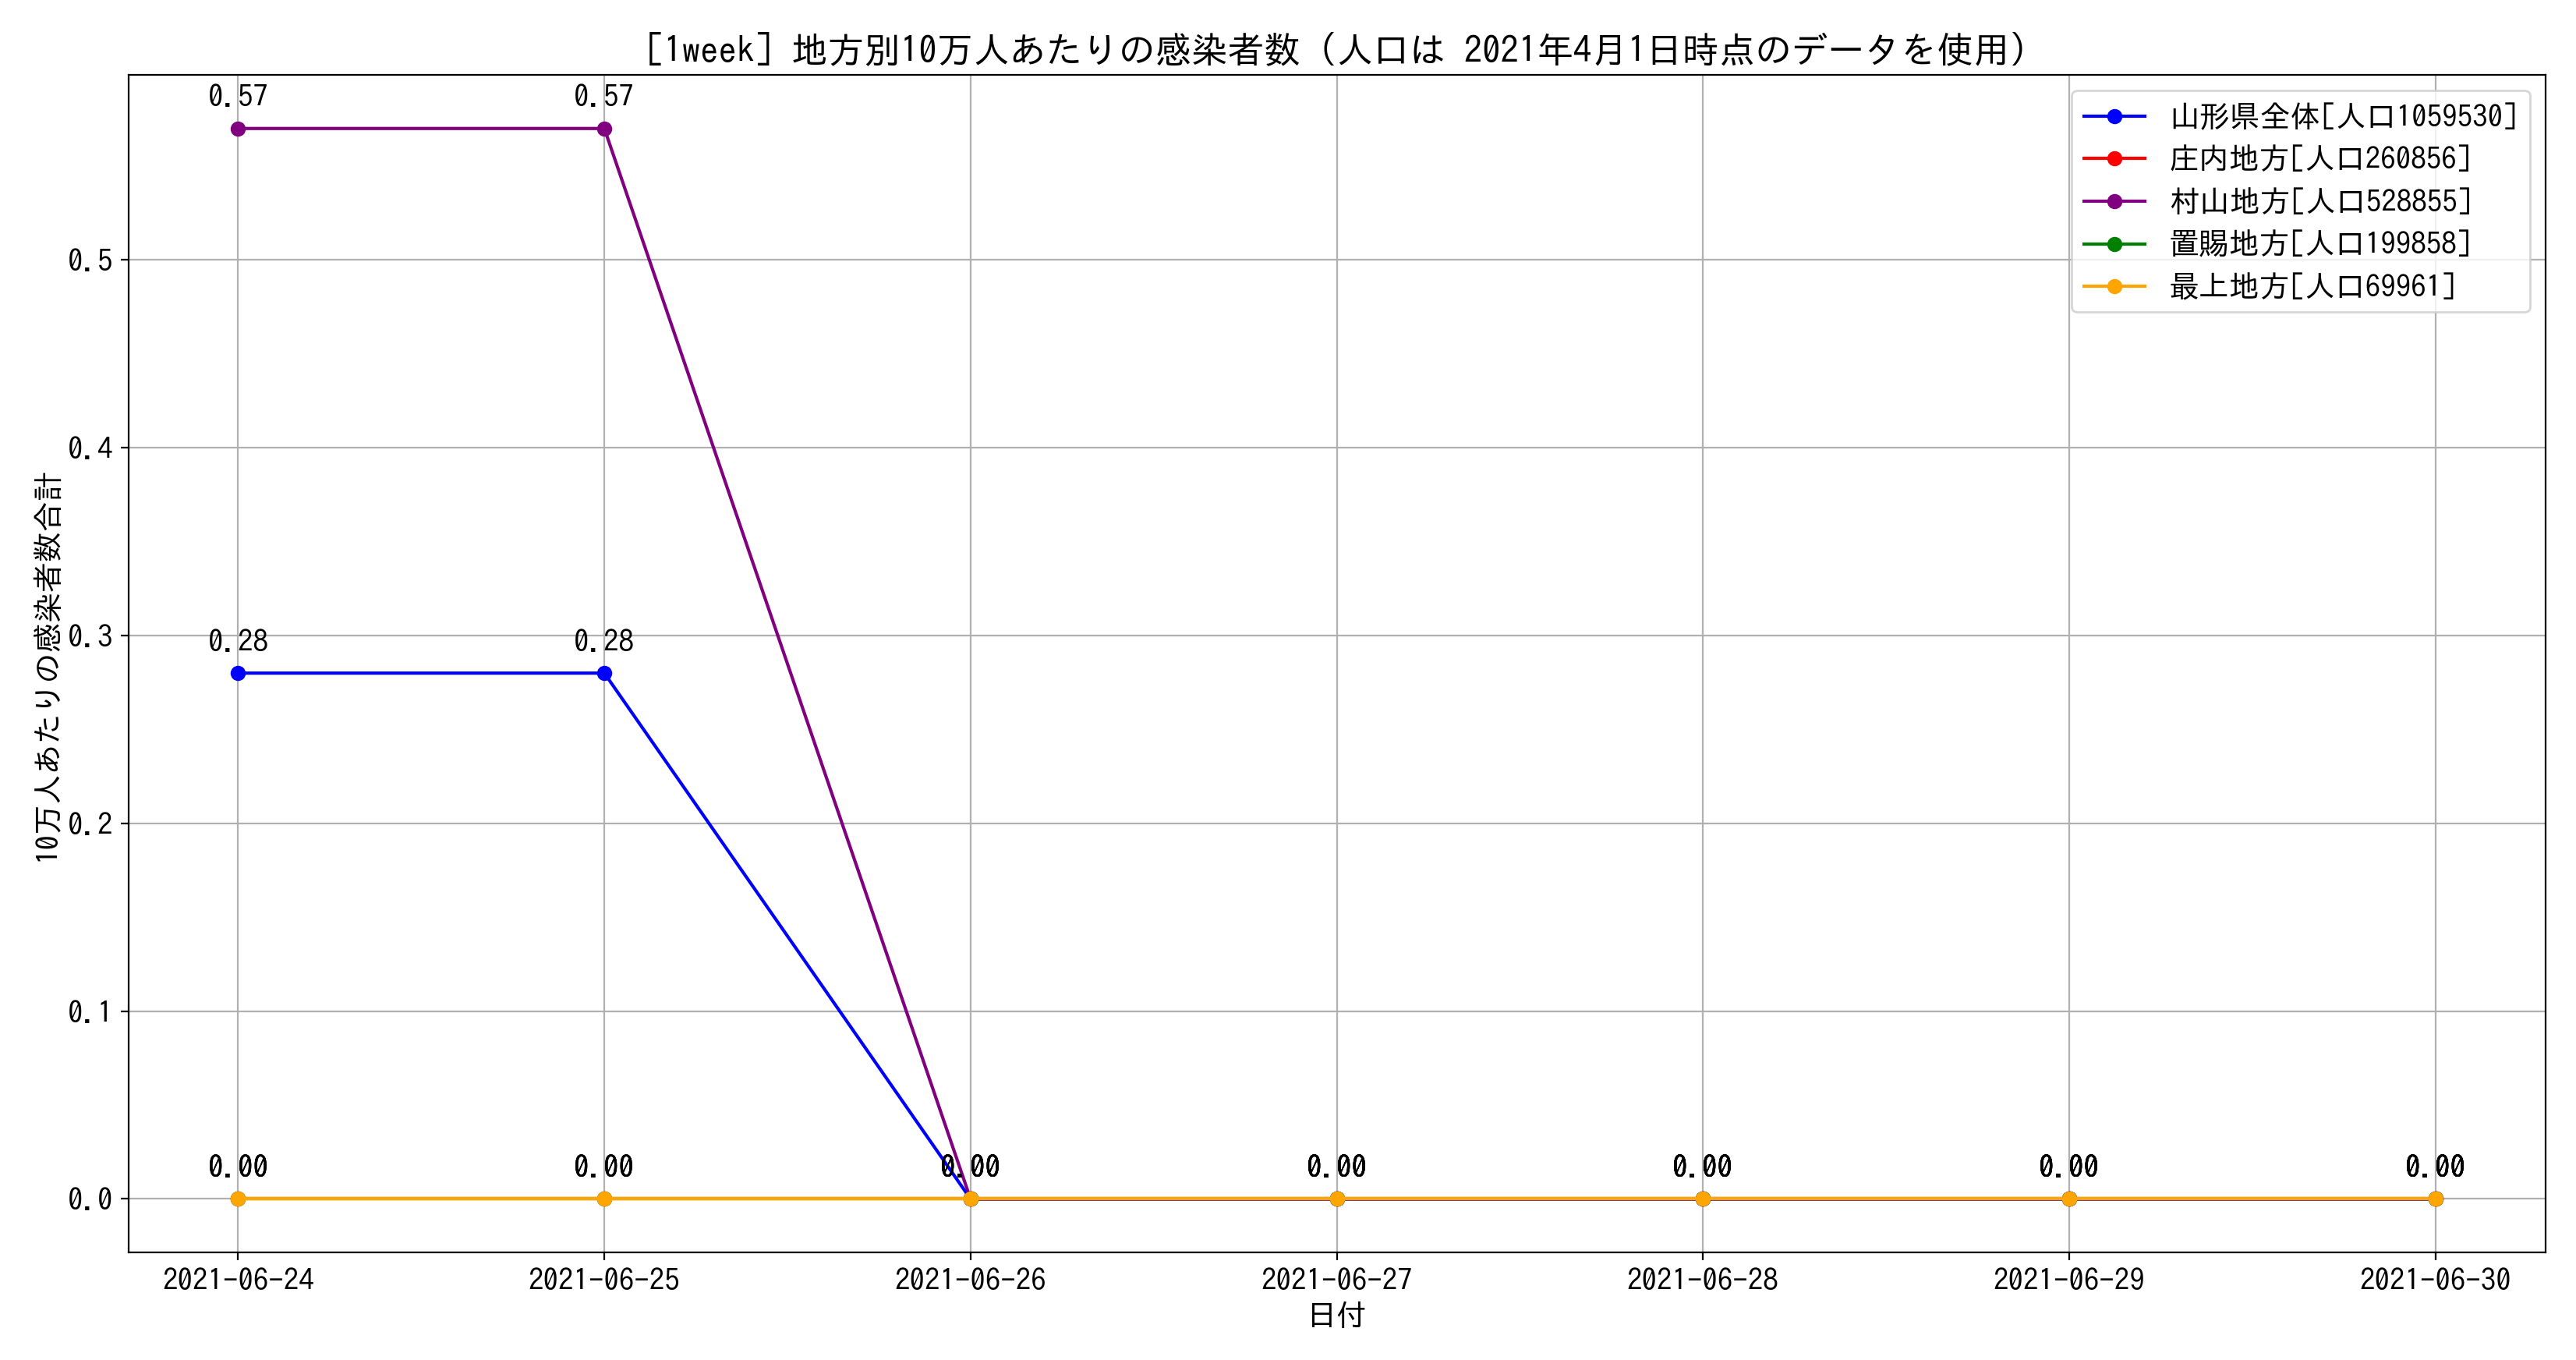 [1week] 地方別10万人あたりの感染者数 (人口は 2021年4月1日時点のデータを使用)
山形県全体[人口1059530]
庄内地方[人口260856]
村山地方[人口528855]
置賜地方[人口199858]
最上地方[人口69961]
10万人あたりの感染者数合計
0.5
0.4
0.3
0.2
0.1
0.0
0.57 0.57
0.28 0.28
0.00 0.00 0.00 0.00 0.00 0.00 0.00
2021-06-24 2021-06-25 2021-06-26 2021-06-27 2021-06-28 2021-06-29 2021-06-30
日付